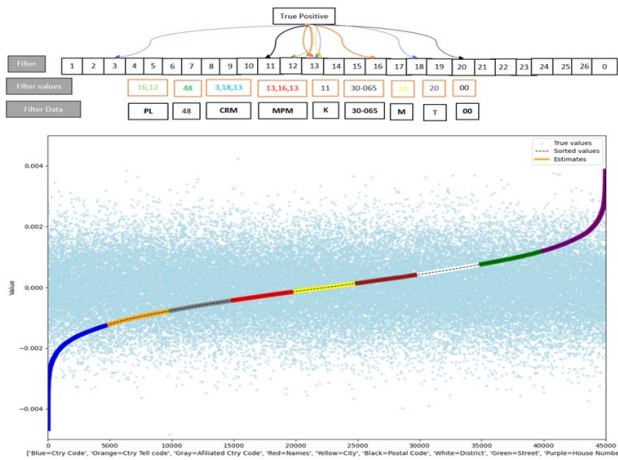 True Positive
Filter 1 2 3 4 5 6 7 8 9 10 11 12 13 14 15 16 17 18 19 20 21 22 23 24 25 26 0
Filter values 16,12 48 3,18,13 13,16,13 11 30-065 13 20 00
Filter Data PL 48 CRM MPM K 30-065 M T 00
True values
Sorted values
Estimates
0.004
0.002
0.000
−0.002
−0.004
Value
0 5000 10000 15000 20000 25000 30000 35000 40000 45000
['Blue=Ctry Code', 'Orange=Ctry Tell code', 'Gray=Afiliated Ctry Code', 'Red=Names', 'Yellow=City', 'Black=Postal Code', 'White=District', 'Green=Street', 'Purple=House Numbe